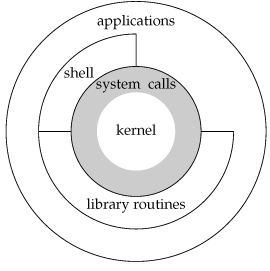 applications
shell
system calls
kernel
library routines